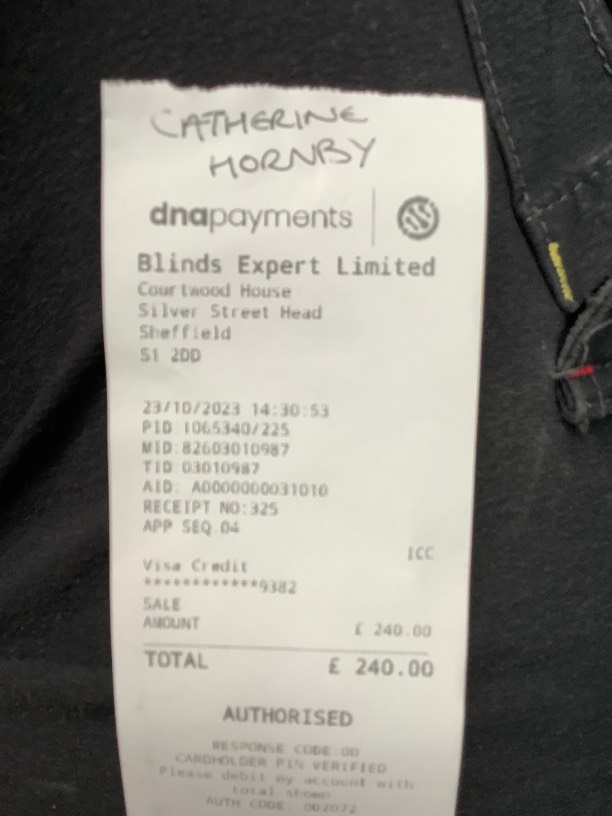 CATHERINE
HORNBY
dnapayments
Blinds Expert Limited
Courtwood House
Silver Street Head
Sheffield
S1 2DD
23/10/2023 14:30:53
PID:1065340/225
MID:82603010987
TID:03010987
AID: A0000000031010
RECEIPT NO:325
APP SEQ 04
ICC
Visa Credit
************9382
SALE
AMOUNT £ 240.00
TOTAL £ 240.00
AUTHORISED
RESPONSE CODE:00
CARDHOLDER PIN VERIFIED
Please debit my account with
total shown
AUTH CODE: 002072